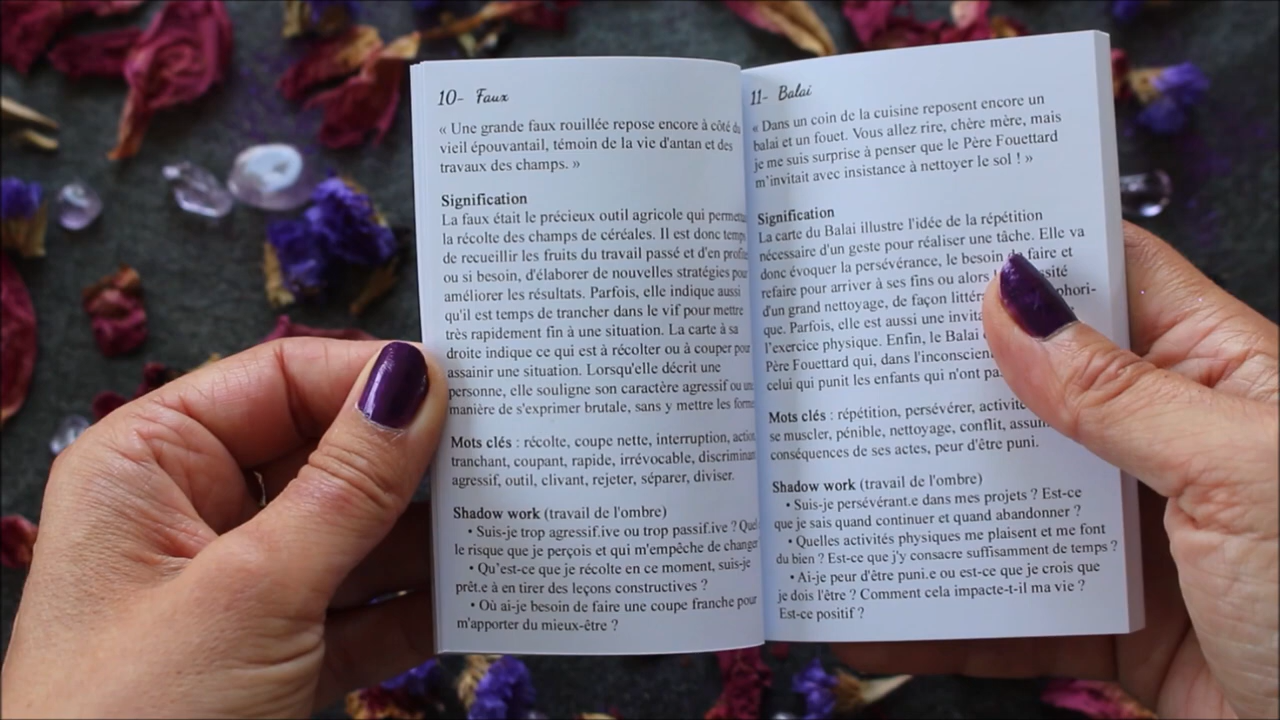 10- Faux
« Une grande faux rouillée repose encore à côté du
vieil épouvantail, témoin de la vie d'antan et des
travaux des champs. »
Signification
La faux était le précieux outil agricole qui
la récolte des champs de céréales. Il est donc temps
de recueillir les fruits du travail passé et d'en
ou si besoin, d'élaborer de nouvelles stratégies pour
améliorer les résultats. Parfois, elle indique aussi
qu'il est temps de trancher dans le vif pour mettre
très rapidement fin à une situation. La carte à sa
droite indique ce qui est à récolter ou à couper pour
assainir une situation. Lorsqu'elle décrit une
personne, elle souligne son caractère agressif ou
manière de s'exprimer brutale, sans y mettre les
Mots clés : récolte, coupe nette, interruption,
tranchant, coupant, rapide, irrévocable,
agressif, outil, clivant, rejeter, séparer, diviser.
Shadow work (travail de l'ombre)
• Suis-je trop agressif.ive ou trop passif.ive ?
le risque que je perçois et qui m'empêche de changer
• Qu'est-ce que je récolte en ce moment, suis-je
prêt.e à en tirer des leçons constructives ?
• Où ai-je besoin de faire une coupe franche pour
m'apporter du mieux-être ?
11- Balai
« Dans un coin de la cuisine reposent encore un
balai et un fouet. Vous allez rire, chère mère, mais
je me suis surprise à penser que le Père Fouettard
m'invitait avec insistance à nettoyer le sol ! »
Signification
La carte du Balai illustre l'idée de la répétition
nécessaire d'un geste pour réaliser une tâche. Elle va
donc évoquer la persévérance, le besoin de faire et
refaire pour arriver à ses fins ou alors
d'un grand nettoyage, de façon
que. Parfois, elle est aussi une
l'exercice physique. Enfin, le Balai
Père Fouettard qui, dans
celui qui punit les enfants qui n'ont
Mots clés : répétition, persévérer,
se muscler, pénible, nettoyage, conflit,
conséquences de ses actes, peur d'être puni.
Shadow work (travail de l'ombre)
• Suis-je persévérant.e dans mes projets ? Est-ce
que je sais quand continuer et quand abandonner ?
• Quelles activités physiques me plaisent et me font
du bien ? Est-ce que j'y consacre suffisamment de temps ?
• Ai-je peur d'être puni.e ou est-ce que je crois que
je dois l'être ? Comment cela impacte-t-il ma vie ?
Est-ce positif ?